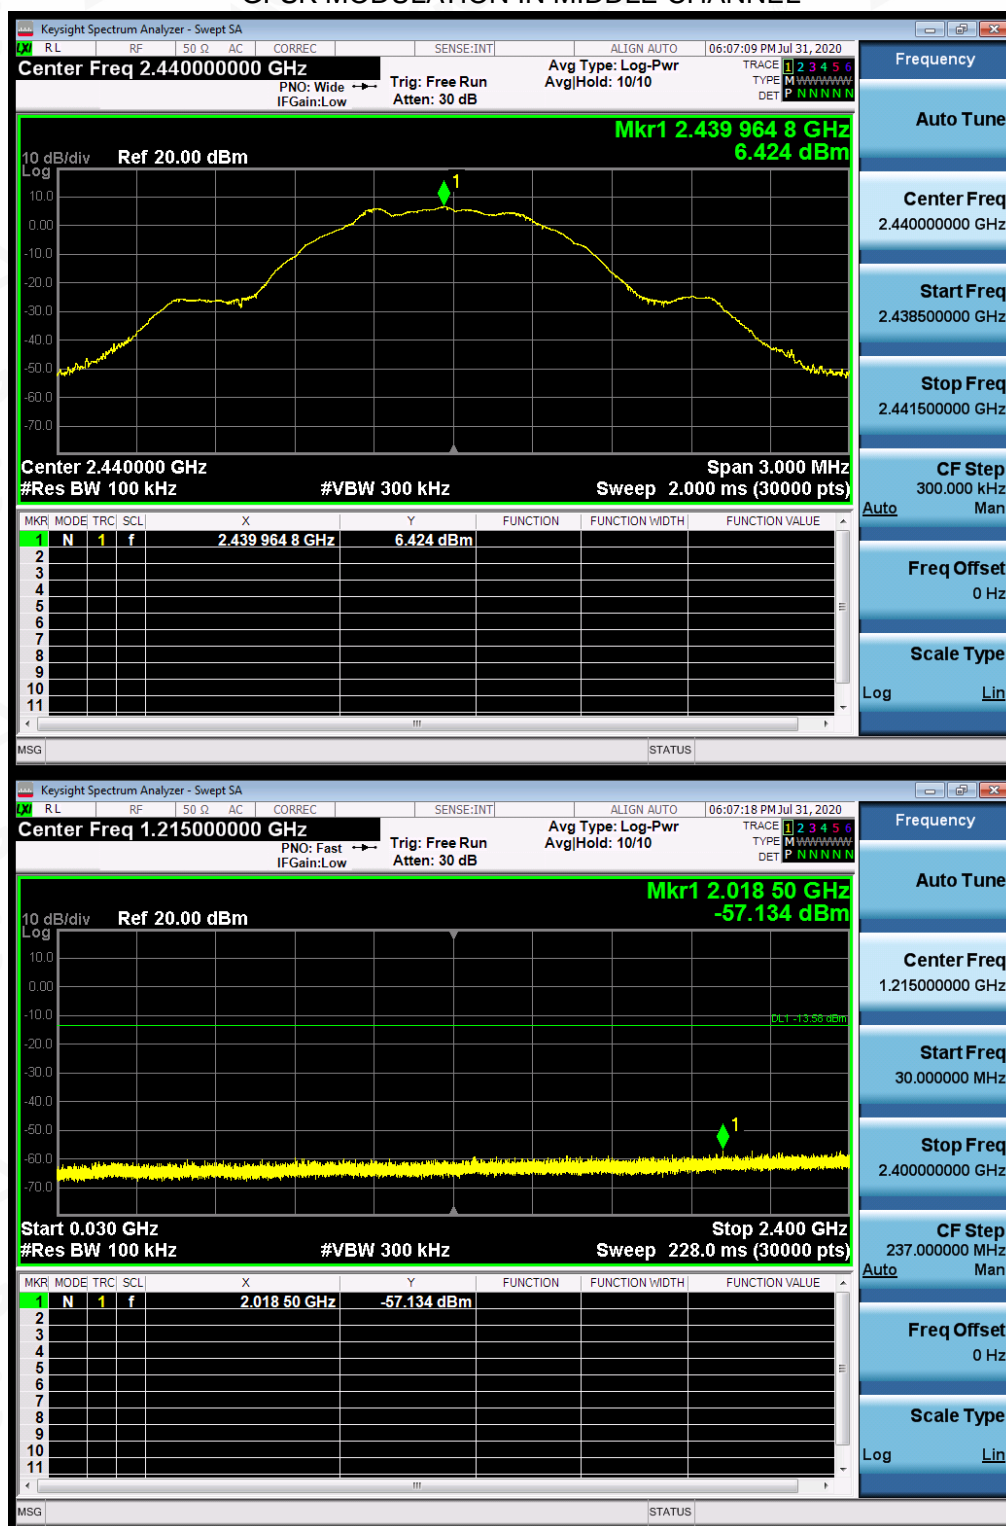 GFSK MODULATION IN MIDDLE CHANNEL
Keysight Spectrum Analyzer - Swept SA
LXI RL RF 50 Ω AC CORREC SENSE:INT ALIGN AUTO 06:07:09 PM Jul 31, 2020
Center Freq 2.440000000 GHz
PNO: Wide
IFGain:Low
Trig: Free Run
Atten: 30 dB
Avg Type: Log-Pwr
Avg|Hold: 10/10
TRACE 1 2 3 4 5 6
TYPE M WWWWW
DET P N N N N N
Mkr1 2.439 964 8 GHz
6.424 dBm
10 dB/div Ref 20.00 dBm
Log
1
10.0
0.00
-10.0
-20.0
-30.0
-40.0
-50.0
-60.0
-70.0
Center 2.440000 GHz Span 3.000 MHz
#Res BW 100 kHz #VBW 300 kHz Sweep 2.000 ms (30000 pts)
MKR MODE TRC SCL X Y FUNCTION FUNCTION WIDTH FUNCTION VALUE
1 N 1 f 2.439 964 8 GHz 6.424 dBm
2
3
4
5
6
7
8
9
10
11
MSG STATUS
Frequency
Auto Tune
Center Freq
2.440000000 GHz
Start Freq
2.438500000 GHz
Stop Freq
2.441500000 GHz
CF Step
300.000 kHz
Auto Man
Freq Offset
0 Hz
Scale Type
Log Lin
Keysight Spectrum Analyzer - Swept SA
LXI RL RF 50 Ω AC CORREC SENSE:INT ALIGN AUTO 06:07:18 PM Jul 31, 2020
Center Freq 1.215000000 GHz
PNO: Fast
IFGain:Low
Trig: Free Run
Atten: 30 dB
Avg Type: Log-Pwr
Avg|Hold: 10/10
TRACE 1 2 3 4 5 6
TYPE M WWWWW
DET P N N N N N
Mkr1 2.018 50 GHz
-57.134 dBm
10 dB/div Ref 20.00 dBm
Log
10.0
0.00
-10.0
DL1 -13.58 dBm
-20.0
-30.0
-40.0
-50.0
1
-60.0
-70.0
Start 0.030 GHz Stop 2.400 GHz
#Res BW 100 kHz #VBW 300 kHz Sweep 228.0 ms (30000 pts)
MKR MODE TRC SCL X Y FUNCTION FUNCTION WIDTH FUNCTION VALUE
1 N 1 f 2.018 50 GHz -57.134 dBm
2
3
4
5
6
7
8
9
10
11
MSG STATUS
Frequency
Auto Tune
Center Freq
1.215000000 GHz
Start Freq
30.000000 MHz
Stop Freq
2.400000000 GHz
CF Step
237.000000 MHz
Auto Man
Freq Offset
0 Hz
Scale Type
Log Lin